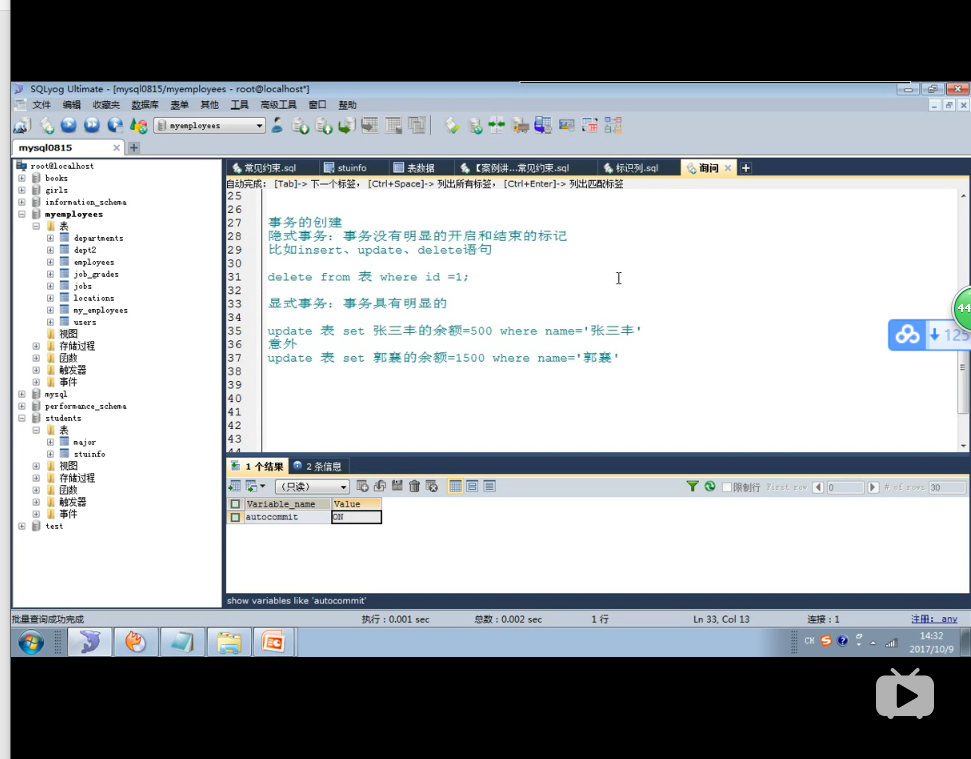 SQLyog Ultimate - [mysql0815/myemployees - root@localhost*]
文件 编辑 收藏夹 数据库 表单 其他 工具 高级工具 窗口 帮助
myemployees
mysql0815
常见约束.sql stuinfo 表数据 【案例讲...常见约束.sql 标识列.sql 询问
自动完成: [Tab]-> 下一个标签, [Ctrl+Space]-> 列出所有标签, [Ctrl+Enter]-> 列出匹配标签
root@localhost
books
girls
information_schema
myemployees
表
departments
dept2
employees
job_grades
jobs
locations
my_employees
users
视图
存储过程
函数
触发器
事件
mysql
performance_schema
students
表
major
stuinfo
视图
存储过程
函数
触发器
事件
test
25
26
27 事务的创建
28 隐式事务：事务没有明显的开启和结束的标记
29 比如insert、update、delete语句
30
31 delete from 表 where id =1;
32
33 显式事务：事务具有明显的
34
35 update 表 set 张三丰的余额=500 where name='张三丰'
36 意外
37 update 表 set 郭襄的余额=1500 where name='郭襄'
38
39
40
41
42
43
44
44
125
1 个结果 2 条信息
(只读) 限制行 First row 0 # of rows 30
Variable_name Value
autocommit ON
show variables like 'autocommit'
批量查询成功完成 执行：0.001 sec 总数：0.002 sec 1 行 Ln 33, Col 13 连接：1 注册: any
CH
14:32
2017/10/9